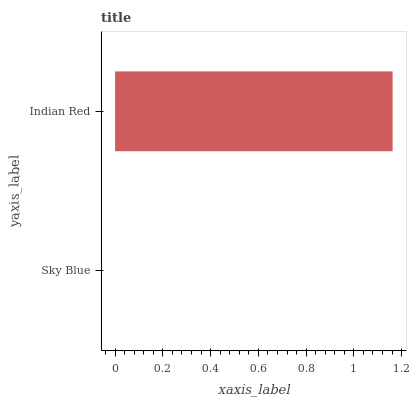 title
Indian Red
Sky Blue
yaxis_label
0 0.2 0.4 0.6 0.8 1 1.2
xaxis_label